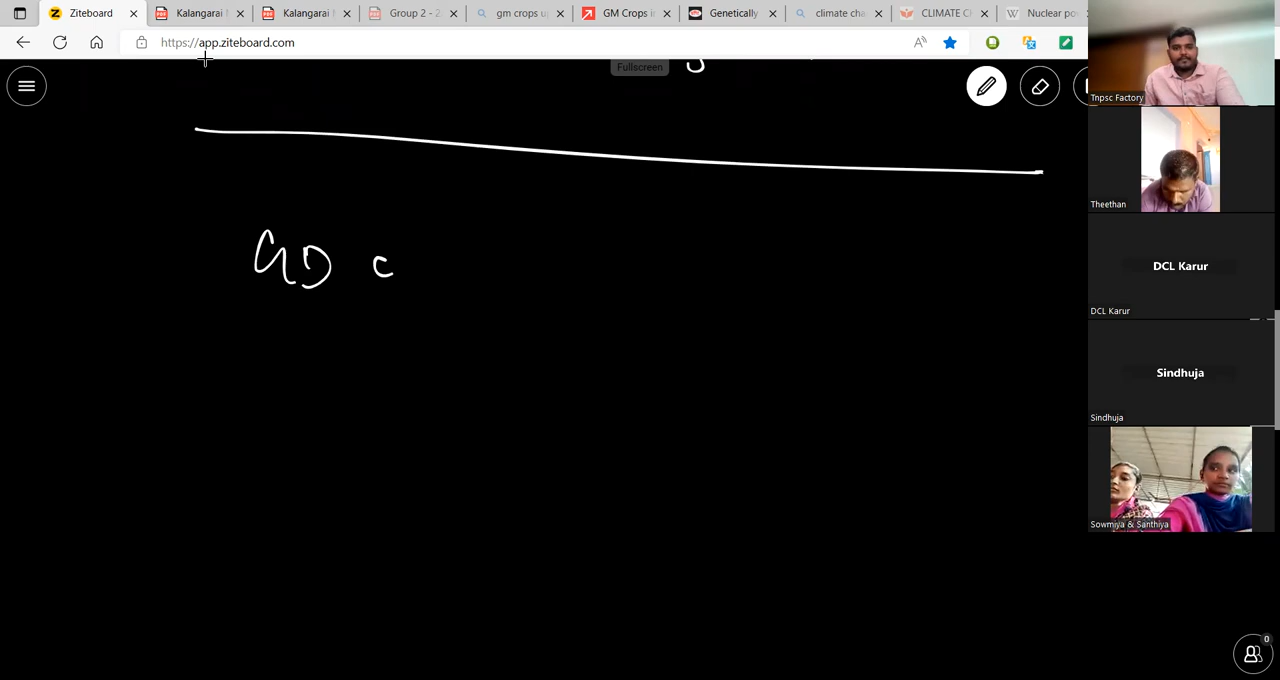 Ziteboard
Kalangarai M
Kalangarai M
Group 2 - 2
gm crops u
GM Crops i
Genetically
climate cha
CLIMATE C
Nuclear po
https://app.ziteboard.com
Fullscreen
GD C
Tnpsc Factory
Theethan
DCL Karur
DCL Karur
Sindhuja
Sindhuja
Sowmiya & Santhiya
0